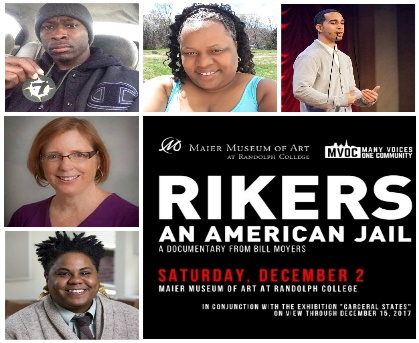 MAIER MUSEUM OF ART
AT RANDOLPH COLLEGE
MVOC
MANY VOICES
ONE COMMUNITY
RIKERS
AN AMERICAN JAIL
A DOCUMENTARY FROM BILL MOYERS
SATURDAY, DECEMBER 2
MAIER MUSEUM OF ART AT RANDOLPH COLLEGE
IN CONJUNCTION WITH THE EXHIBITION "CARCERAL STATES"
ON VIEW THROUGH DECEMBER 15, 2017